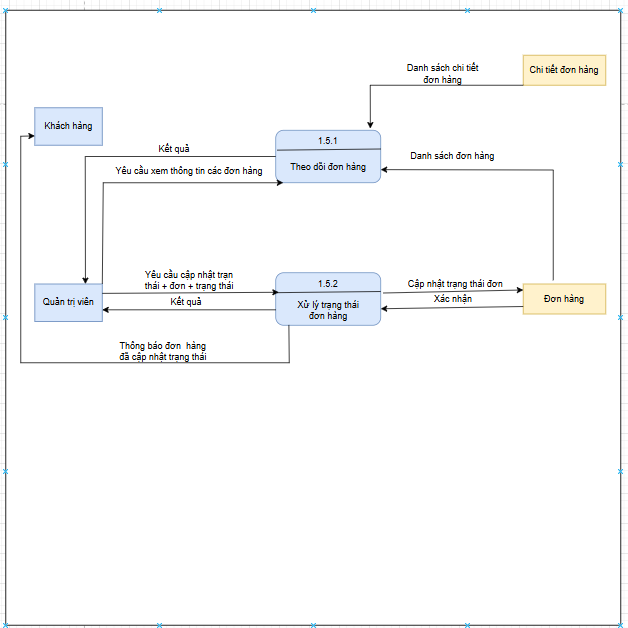 Danh sách chi tiết
đơn hàng
Chi tiết đơn hàng
Khách hàng
1.5.1
Theo dõi đơn hàng
Kết quả
Yêu cầu xem thông tin các đơn hàng
Danh sách đơn hàng
Yêu cầu cập nhật trạn
thái + đơn + trạng thái
Quản trị viên
Kết quả
1.5.2
Xử lý trạng thái
đơn hàng
Cập nhật trạng thái đơn
Xác nhận
Đơn hàng
Thông báo đơn hàng
đã cập nhật trạng thái